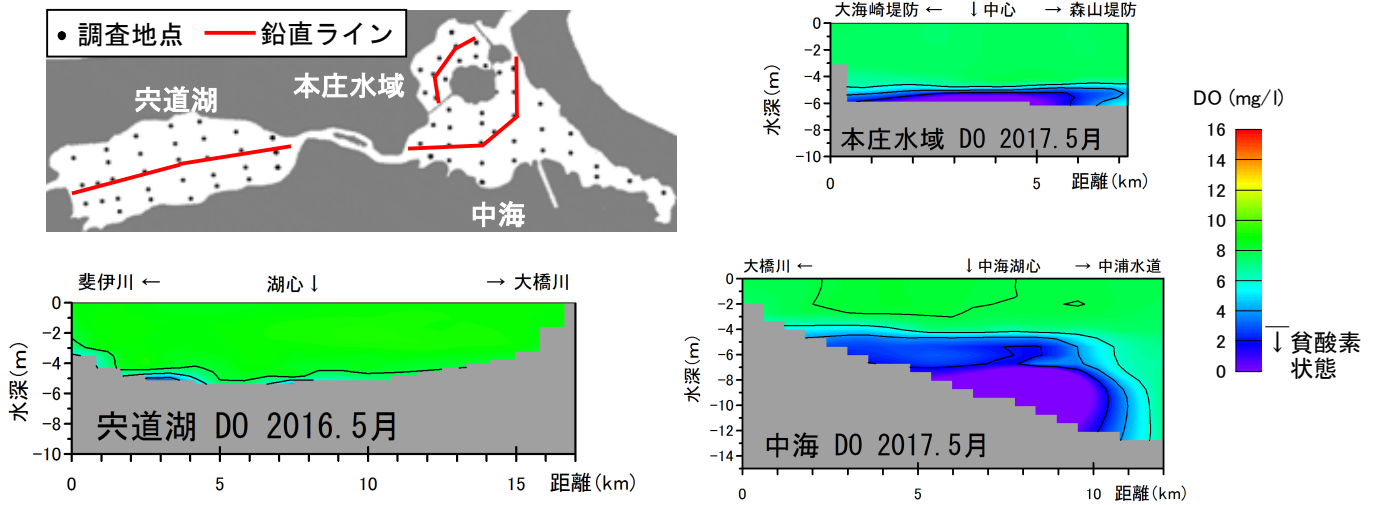 • 調査地点 ━ 鉛直ライン
宍道湖
本庄水域
中海
大海崎堤防 ← ↓中心 → 森山堤防
水深(m)
0
-2
-4
-6
-8
-10
本庄水域 DO 2017.5月
0 5 距離(km)
DO (mg/l)
16
14
12
10
8
6
4
2
0
↓ 貧酸素
状態
斐伊川 ← 湖心↓ → 大橋川
水深(m)
0
-2
-4
-6
-8
-10
宍道湖 DO 2016.5月
0 5 10 15 距離(km)
大橋川 ← ↓中海湖心 → 中浦水道
水深(m)
0
-2
-4
-6
-8
-10
-12
-14
中海 DO 2017.5月
0 5 10 距離(km)